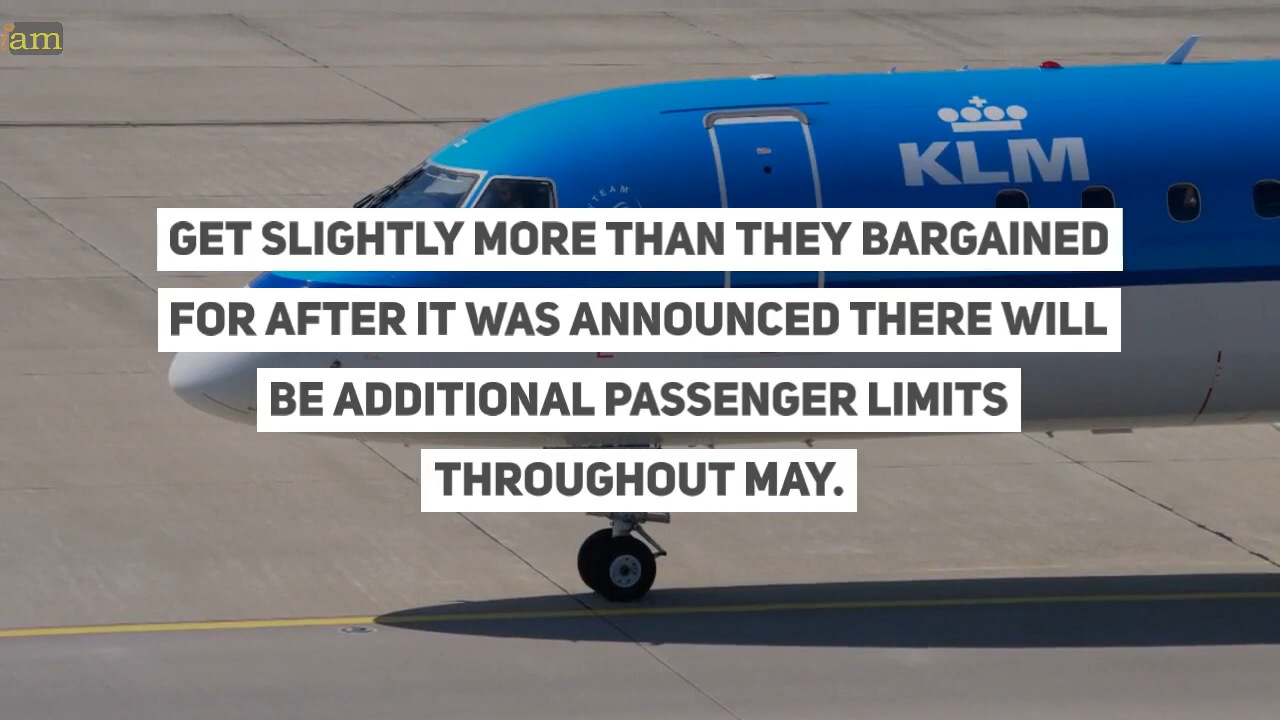 iam
KLM
TEAM
GET SLIGHTLY MORE THAN THEY BARGAINED
FOR AFTER IT WAS ANNOUNCED THERE WILL
BE ADDITIONAL PASSENGER LIMITS
THROUGHOUT MAY.